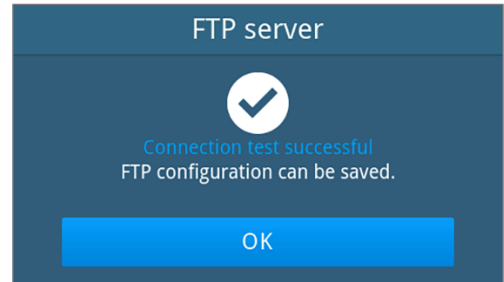 FTP server
Connection test successful
FTP configuration can be saved.
OK